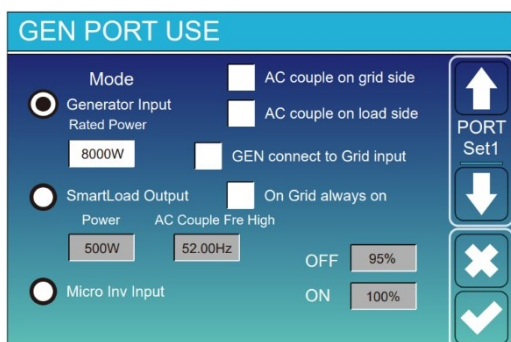 GEN PORT USE
Mode
AC couple on grid side
Generator Input
AC couple on load side
Rated Power
PORT
Set1
8000W
GEN connect to Grid input
SmartLoad Output
On Grid always on
Power
AC Couple Fre High
500W
52.00Hz
OFF
95%
Micro Inv Input
ON
100%